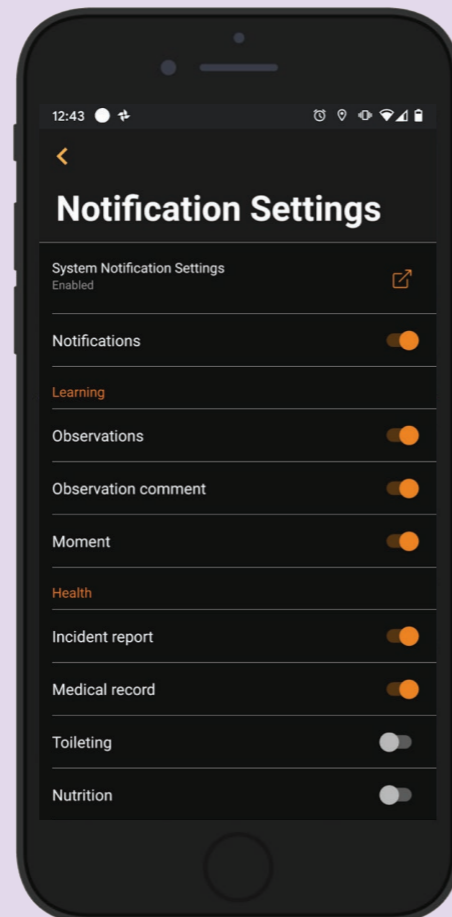 12:43
Notification Settings
System Notification Settings
Enabled
Notifications
Learning
Observations
Observation comment
Moment
Health
Incident report
Medical record
Toileting
Nutrition